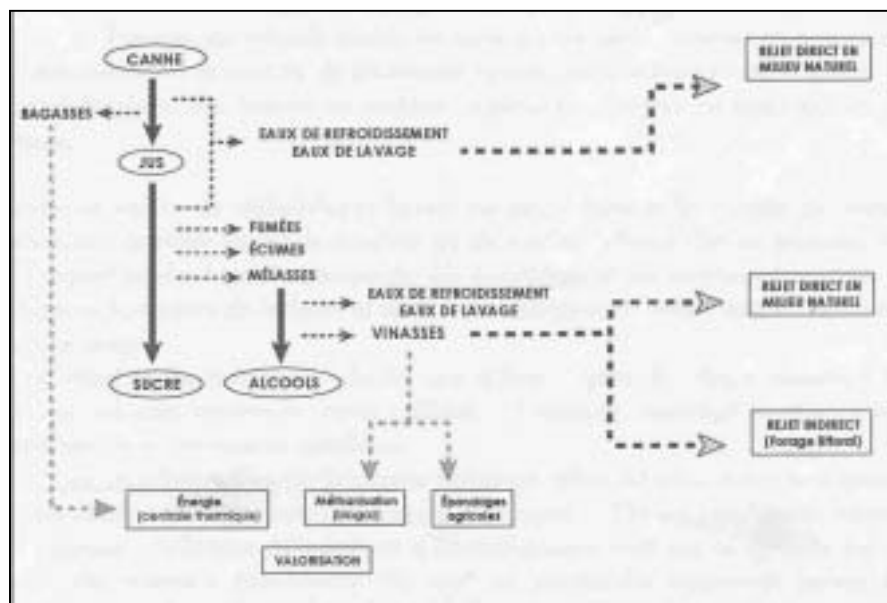 CANNE
REJET DIRECT EN
MILIEU NATUREL
BAGASSES
EAUX DE REFROIDISSEMENT
EAUX DE LAVAGE
JUS
FUMÉES
ÉCUMES
MÉLASSES
EAUX DE REFROIDISSEMENT
EAUX DE LAVAGE
VINASSES
REJET DIRECT EN
MILIEU NATUREL
SUCRE
ALCOOLS
REJET INDIRECT
(Forage littoral)
Énergie
(centrale thermique)
Méthanisation
(biogaz)
Épandages
agricoles
VALORISATION